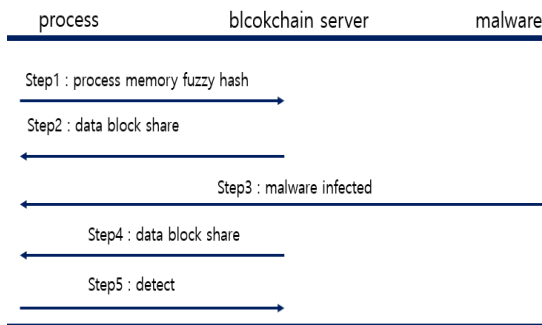 process blcokchain server malware
Step1 : process memory fuzzy hash
Step2 : data block share
Step3 : malware infected
Step4 : data block share
Step5 : detect